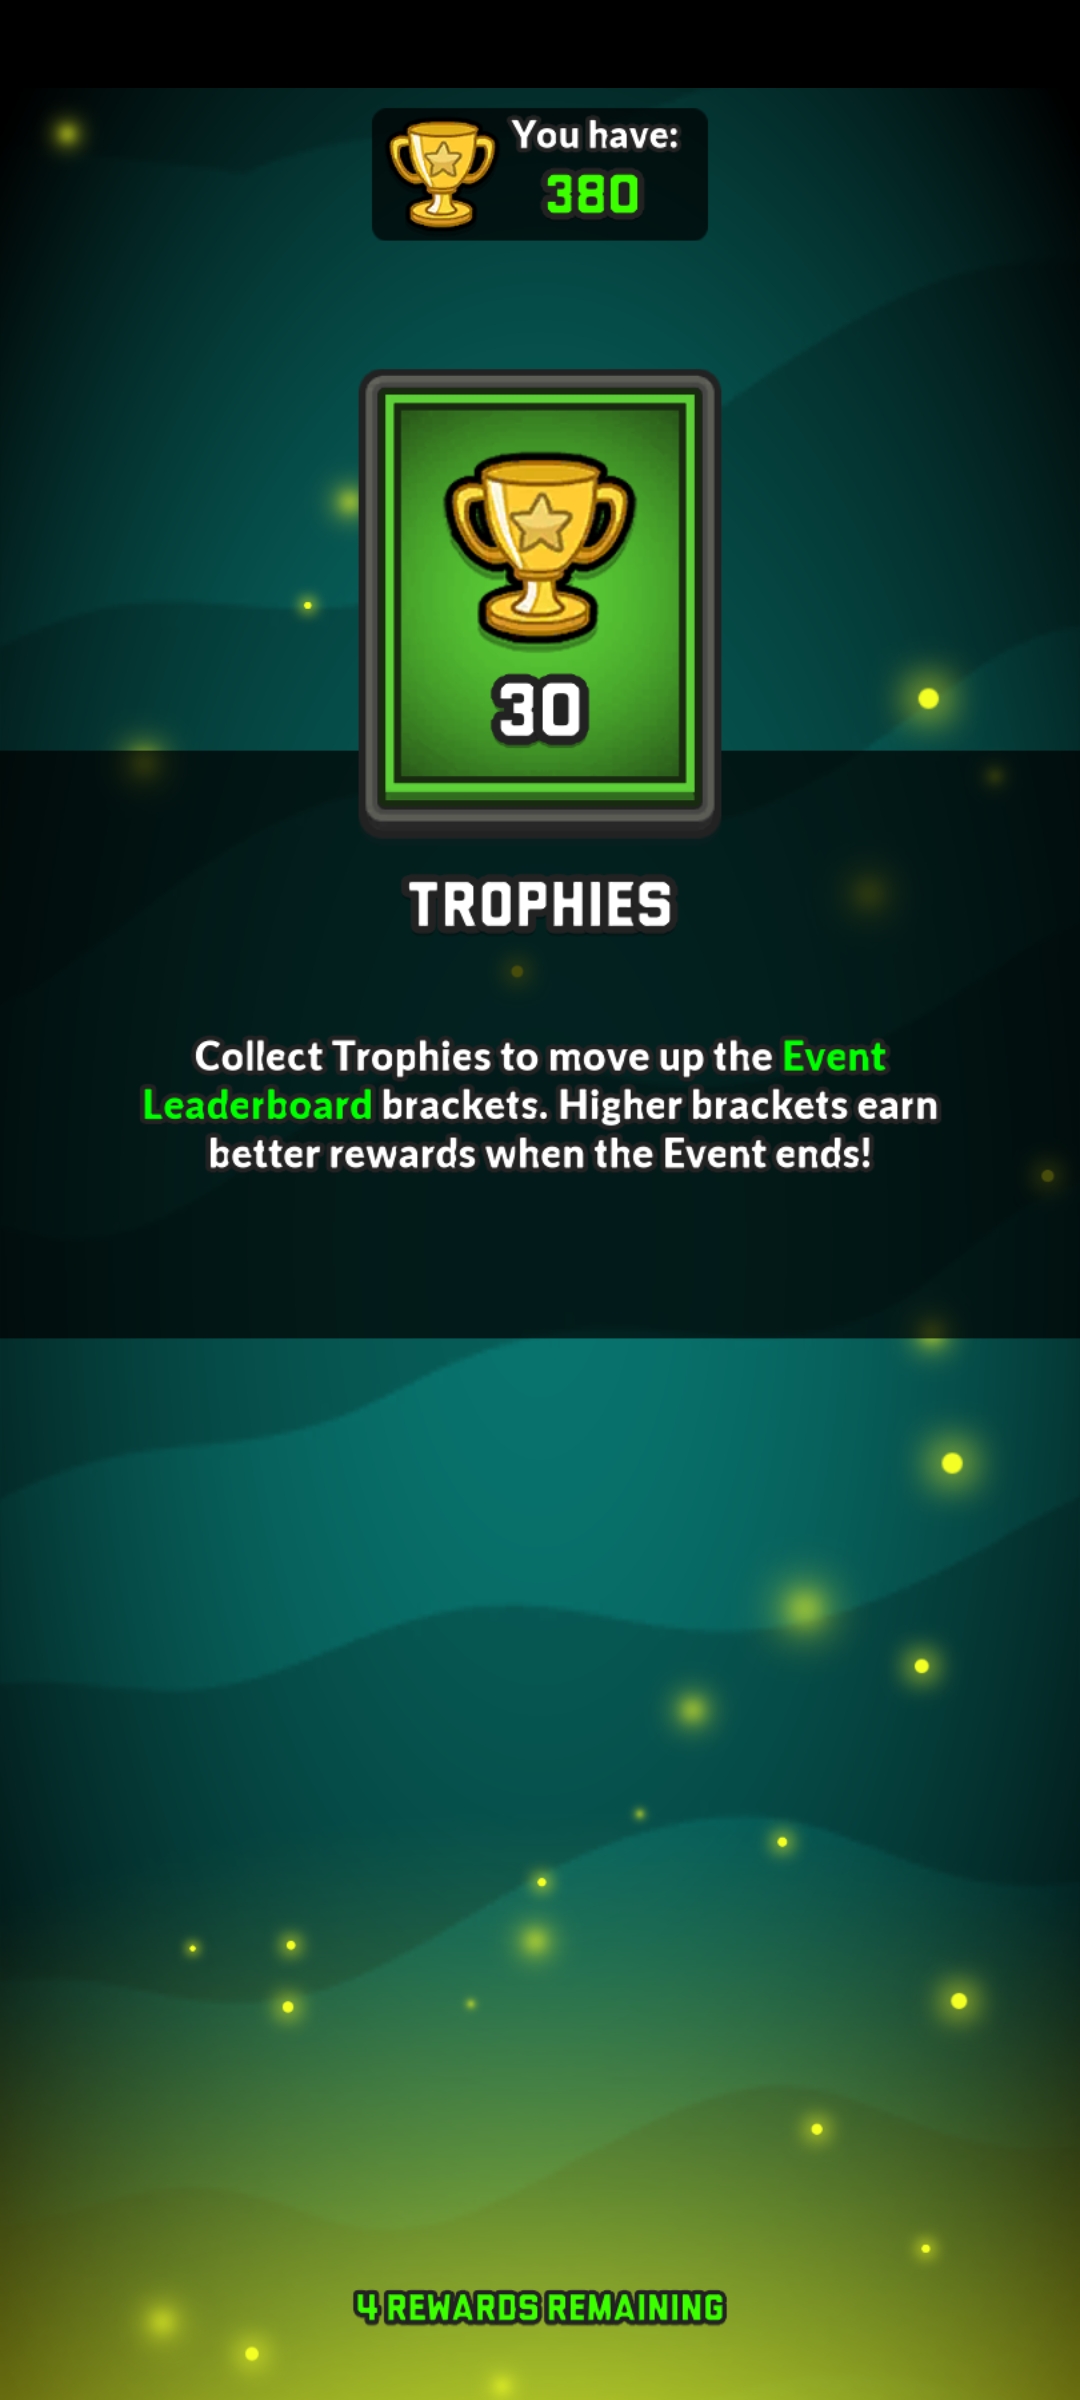 You have:
380
30
TROPHIES
Collect Trophies to move up the Event
Leaderboard brackets. Higher brackets earn
better rewards when the Event ends!
4 REWARDS REMAINING